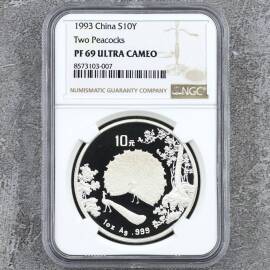 1993 China S10Y
Two Peacocks
PF 69 ULTRA CAMEO
8573103-007
NUMISMATIC GUARANTY COMPANY
NGC
10元
1oz Ag .999